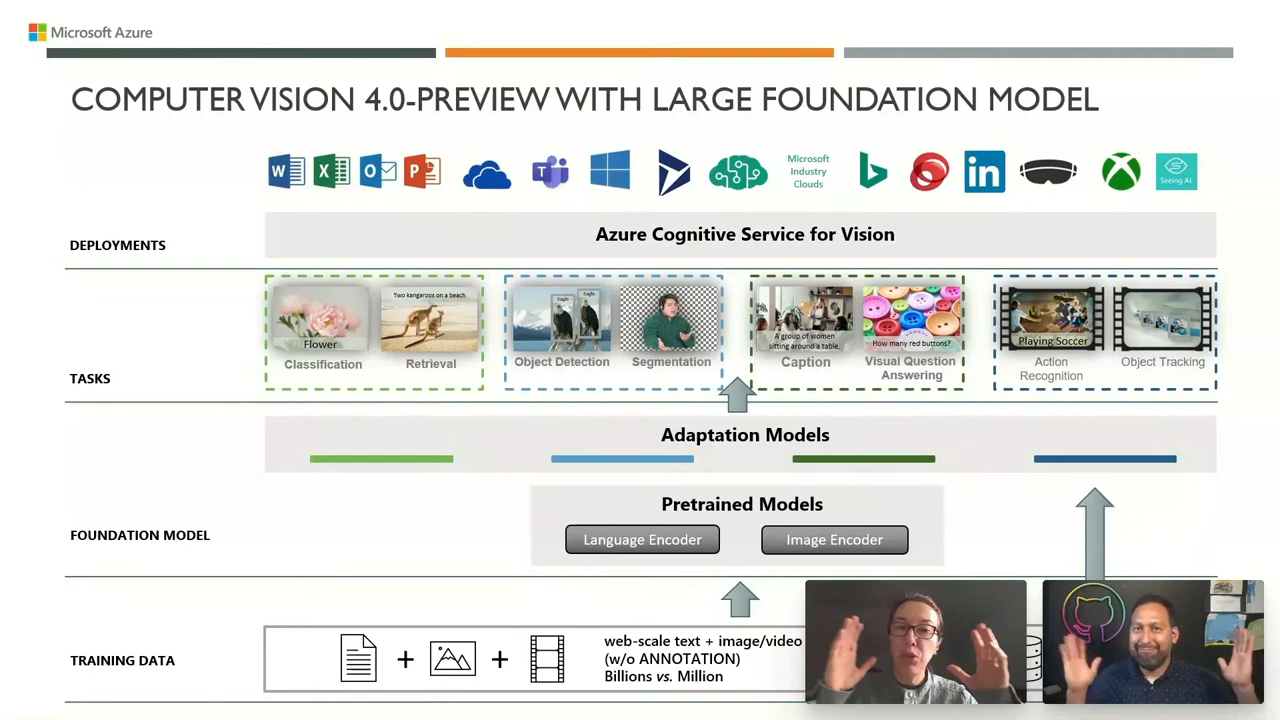 Microsoft Azure
COMPUTER VISION 4.0-PREVIEW WITH LARGE FOUNDATION MODEL
W
X
O
P
T
Microsoft
Industry
Clouds
in
Seeing AI
DEPLOYMENTS
Azure Cognitive Service for Vision
TASKS
Flower
Classification
Two kangaroos on a beach
Retrieval
Eagle
Eagle
Object Detection
Segmentation
A group of women
sitting around a table.
Caption
How many red buttons?
Visual Question
Answering
Playing Soccer
Action
Recognition
Object Tracking
Adaptation Models
FOUNDATION MODEL
Pretrained Models
Language Encoder
Image Encoder
TRAINING DATA
+
+
web-scale text + image/video
(w/o ANNOTATION)
Billions vs. Million